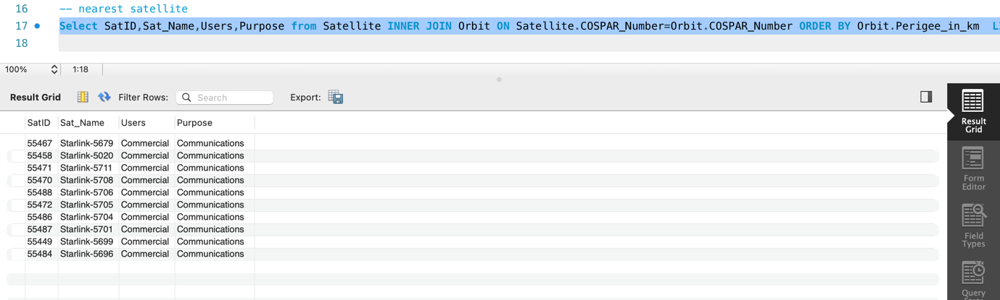 16 -- nearest satellite
17 Select SatID,Sat_Name,Users,Purpose from Satellite INNER JOIN Orbit ON Satellite.COSPAR_Number=Orbit.COSPAR_Number ORDER BY Orbit.Perigee_in_km
18
100% 1:18
Result Grid Filter Rows: Search Export:
SatID Sat_Name Users Purpose
55467 Starlink-5679 Commercial Communications
55458 Starlink-5020 Commercial Communications
55471 Starlink-5711 Commercial Communications
55470 Starlink-5708 Commercial Communications
55488 Starlink-5706 Commercial Communications
55472 Starlink-5705 Commercial Communications
55486 Starlink-5704 Commercial Communications
55487 Starlink-5701 Commercial Communications
55449 Starlink-5699 Commercial Communications
55484 Starlink-5696 Commercial Communications
Result
Grid
Form
Editor
Field
Types
Query